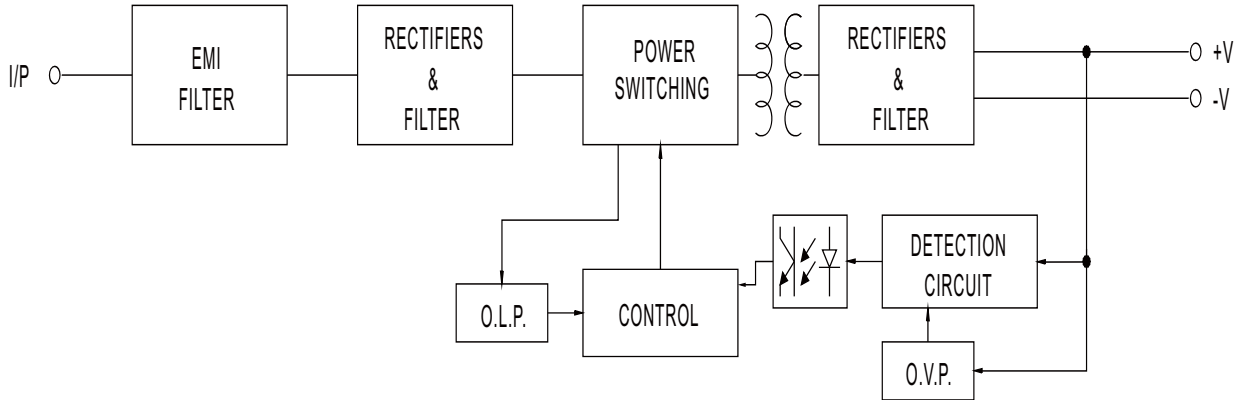 I/P
EMI
FILTER
RECTIFIERS
&
FILTER
POWER
SWITCHING
RECTIFIERS
&
FILTER
+V
-V
O.L.P.
CONTROL
DETECTION
CIRCUIT
O.V.P.